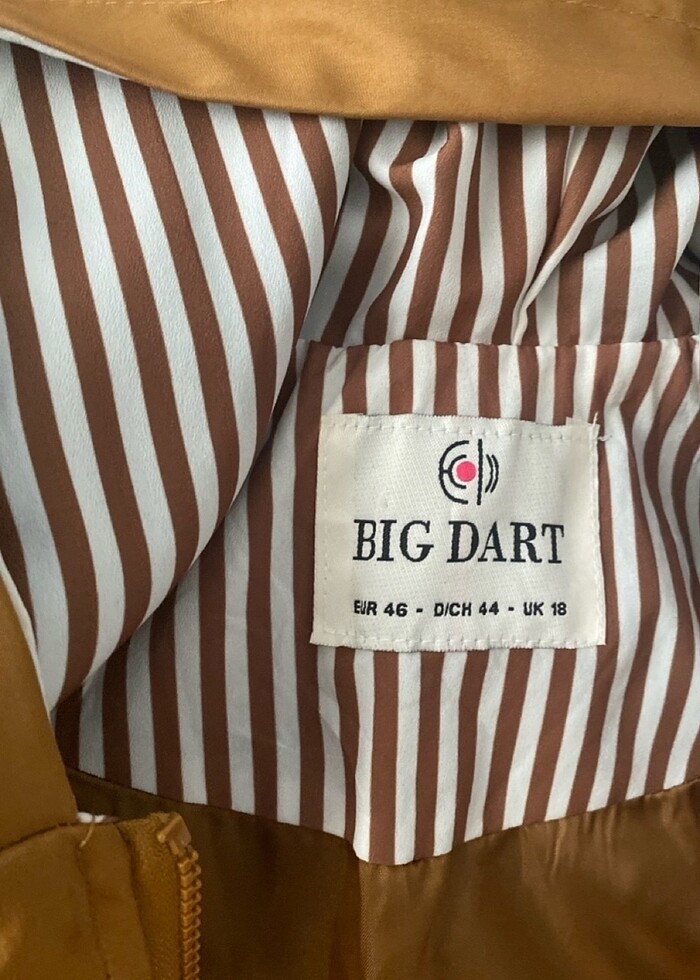 BIG DART
EUR 46 - D/CH 44 - UK 18